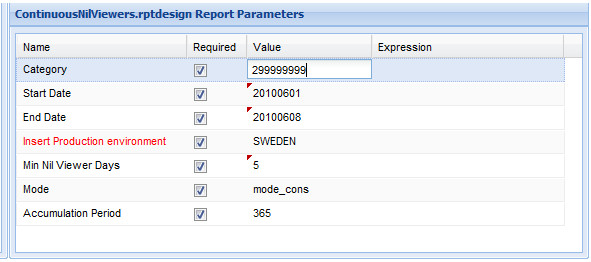 ContinuousNilViewers.rptdesign Report Parameters
Name Required Value Expression
Category 299999999
Start Date 20100601
End Date 20100608
Insert Production environment SWEDEN
Min Nil Viewer Days 5
Mode mode_cons
Accumulation Period 365